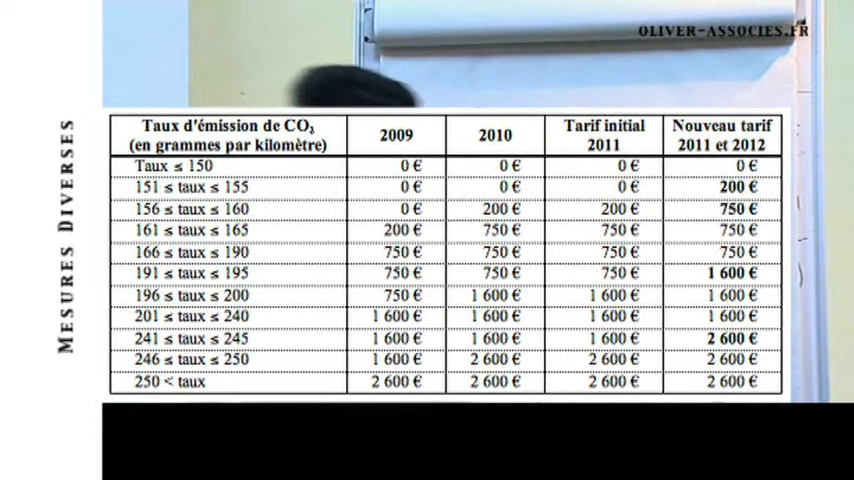 OLIVER-ASSOCIES.FR
MESURES DIVERSES
Taux d'émission de CO₂ (en grammes par kilomètre) 2009 2010 Tarif initial 2011 Nouveau tarif 2011 et 2012
Taux ≤ 150 0 € 0 € 0 € 0 €
151 ≤ taux ≤ 155 0 € 0 € 0 € 200 €
156 ≤ taux ≤ 160 0 € 200 € 200 € 750 €
161 ≤ taux ≤ 165 200 € 750 € 750 € 750 €
166 ≤ taux ≤ 190 750 € 750 € 750 € 750 €
191 ≤ taux ≤ 195 750 € 750 € 750 € 1 600 €
196 ≤ taux ≤ 200 750 € 1 600 € 1 600 € 1 600 €
201 ≤ taux ≤ 240 1 600 € 1 600 € 1 600 € 1 600 €
241 ≤ taux ≤ 245 1 600 € 1 600 € 1 600 € 2 600 €
246 ≤ taux ≤ 250 1 600 € 2 600 € 2 600 € 2 600 €
250 < taux 2 600 € 2 600 € 2 600 € 2 600 €